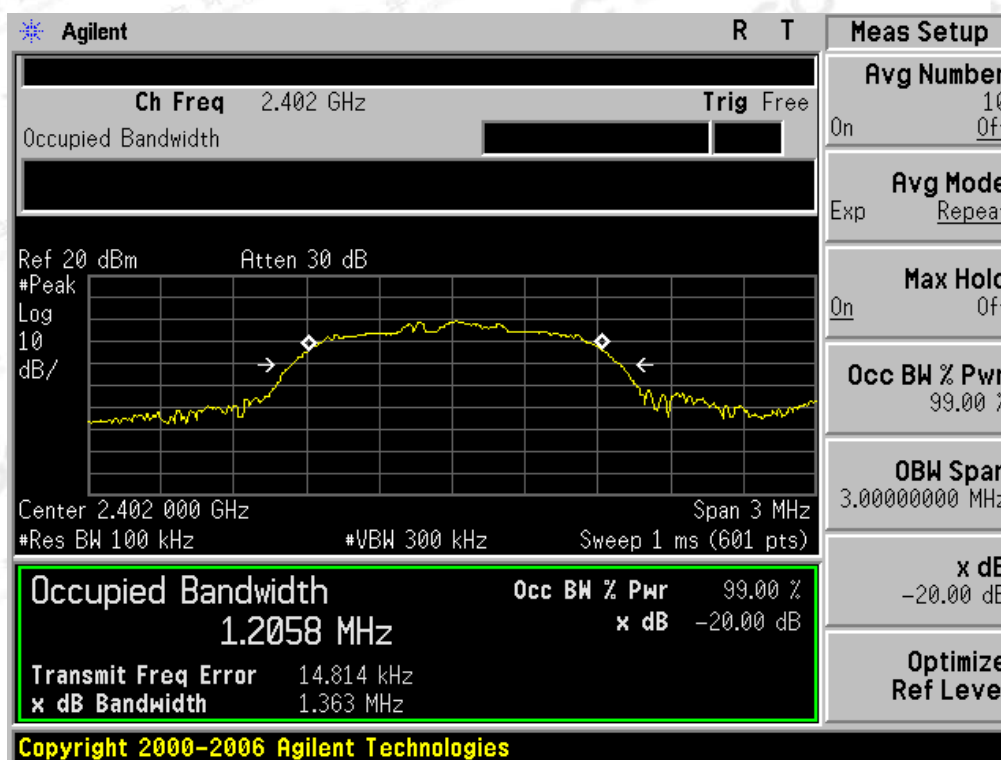 Agilent R T
Meas Setup
Ch Freq 2.402 GHz Trig Free
Occupied Bandwidth
Ref 20 dBm Atten 30 dB
#Peak
Log
10
dB/
Center 2.402 000 GHz Span 3 MHz
#Res BW 100 kHz #VBW 300 kHz Sweep 1 ms (601 pts)
Occupied Bandwidth
1.2058 MHz
Occ BW % Pwr 99.00 %
x dB -20.00 dB
Transmit Freq Error 14.814 kHz
x dB Bandwidth 1.363 MHz
Copyright 2000-2006 Agilent Technologies
Avg Number
10
On Off
Avg Mode
Exp Repeat
Max Hold
On Off
Occ BW % Pwr
99.00 %
OBW Span
3.00000000 MHz
x dB
-20.00 dB
Optimize
Ref Level